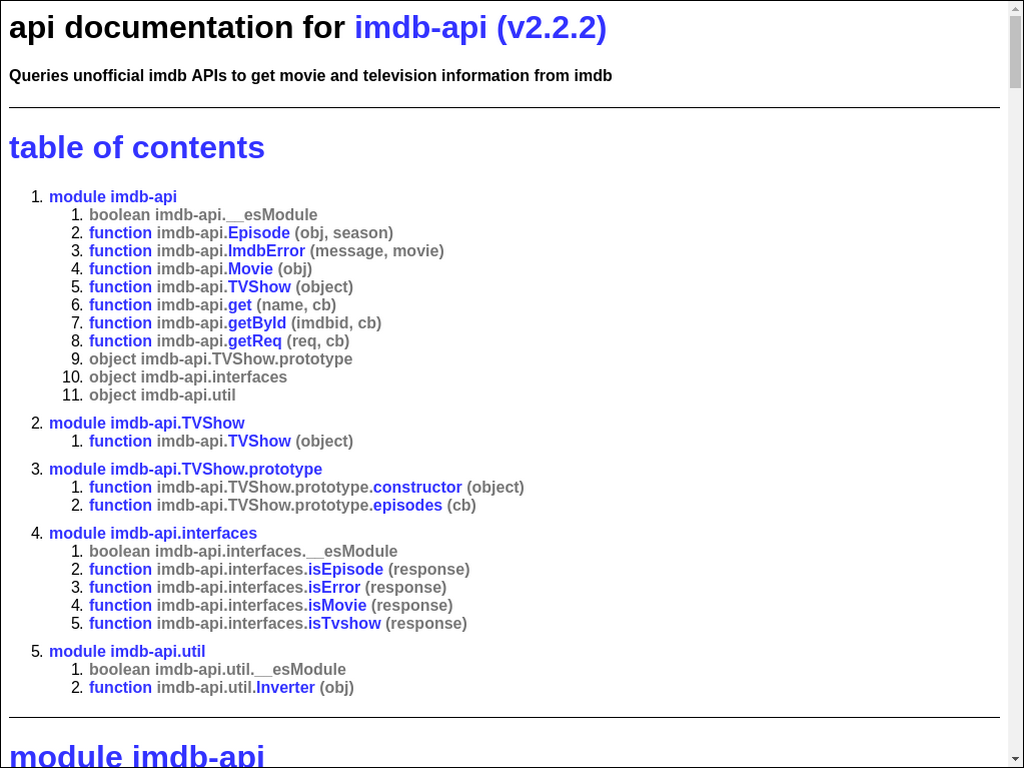 api documentation for imdb-api (v2.2.2)
Queries unofficial imdb APIs to get movie and television information from imdb
table of contents
1. module imdb-api
1. boolean imdb-api.__esModule
2. function imdb-api.Episode (obj, season)
3. function imdb-api.ImdbError (message, movie)
4. function imdb-api.Movie (obj)
5. function imdb-api.TVShow (object)
6. function imdb-api.get (name, cb)
7. function imdb-api.getById (imdbid, cb)
8. function imdb-api.getReq (req, cb)
9. object imdb-api.TVShow.prototype
10. object imdb-api.interfaces
11. object imdb-api.util
2. module imdb-api.TVShow
1. function imdb-api.TVShow (object)
3. module imdb-api.TVShow.prototype
1. function imdb-api.TVShow.prototype.constructor (object)
2. function imdb-api.TVShow.prototype.episodes (cb)
4. module imdb-api.interfaces
1. boolean imdb-api.interfaces.__esModule
2. function imdb-api.interfaces.isEpisode (response)
3. function imdb-api.interfaces.isError (response)
4. function imdb-api.interfaces.isMovie (response)
5. function imdb-api.interfaces.isTvshow (response)
5. module imdb-api.util
1. boolean imdb-api.util.__esModule
2. function imdb-api.util.Inverter (obj)
module imdb-api